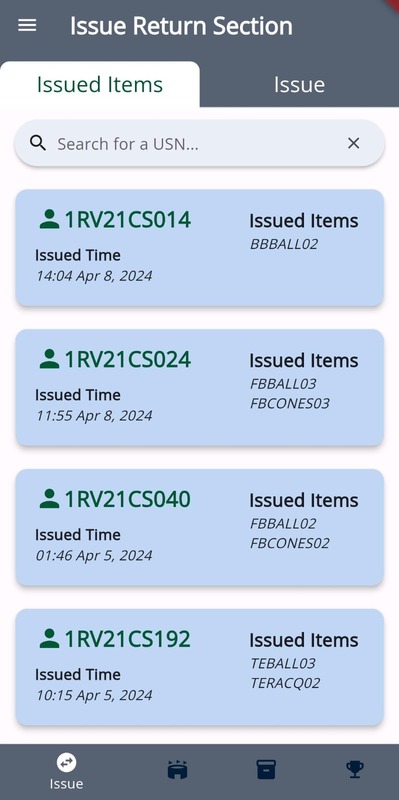 Issue Return Section
Issued Items
Issue
Search for a USN...
1RV21CS014
Issued Time
14:04 Apr 8, 2024
Issued Items
BBBALL02
1RV21CS024
Issued Time
11:55 Apr 8, 2024
Issued Items
FBBALL03
FBCONES03
1RV21CS040
Issued Time
01:46 Apr 5, 2024
Issued Items
FBBALL02
FBCONES02
1RV21CS192
Issued Time
10:15 Apr 5, 2024
Issued Items
TEBALL03
TERACQ02
Issue